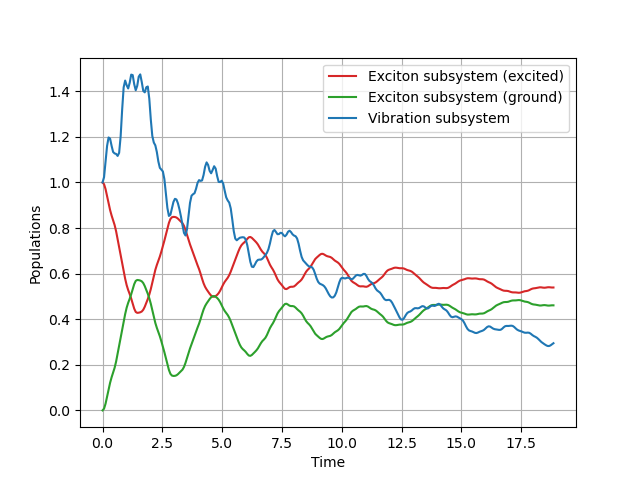 Exciton subsystem (excited)
Exciton subsystem (ground)
Vibration subsystem
Populations
1.4
1.2
1.0
0.8
0.6
0.4
0.2
0.0
0.0 2.5 5.0 7.5 10.0 12.5 15.0 17.5
Time